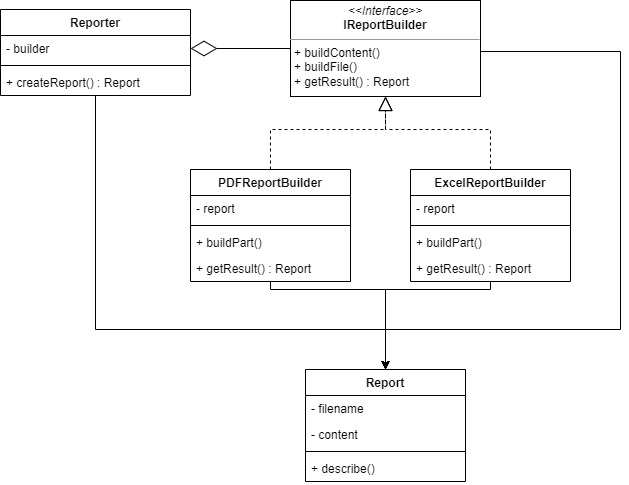 Reporter
- builder
+ createReport() : Report
<<Interface>>
IReportBuilder
+ buildContent()
+ buildFile()
+ getResult() : Report
PDFReportBuilder
- report
+ buildPart()
+ getResult() : Report
ExcelReportBuilder
- report
+ buildPart()
+ getResult() : Report
Report
- filename
- content
+ describe()